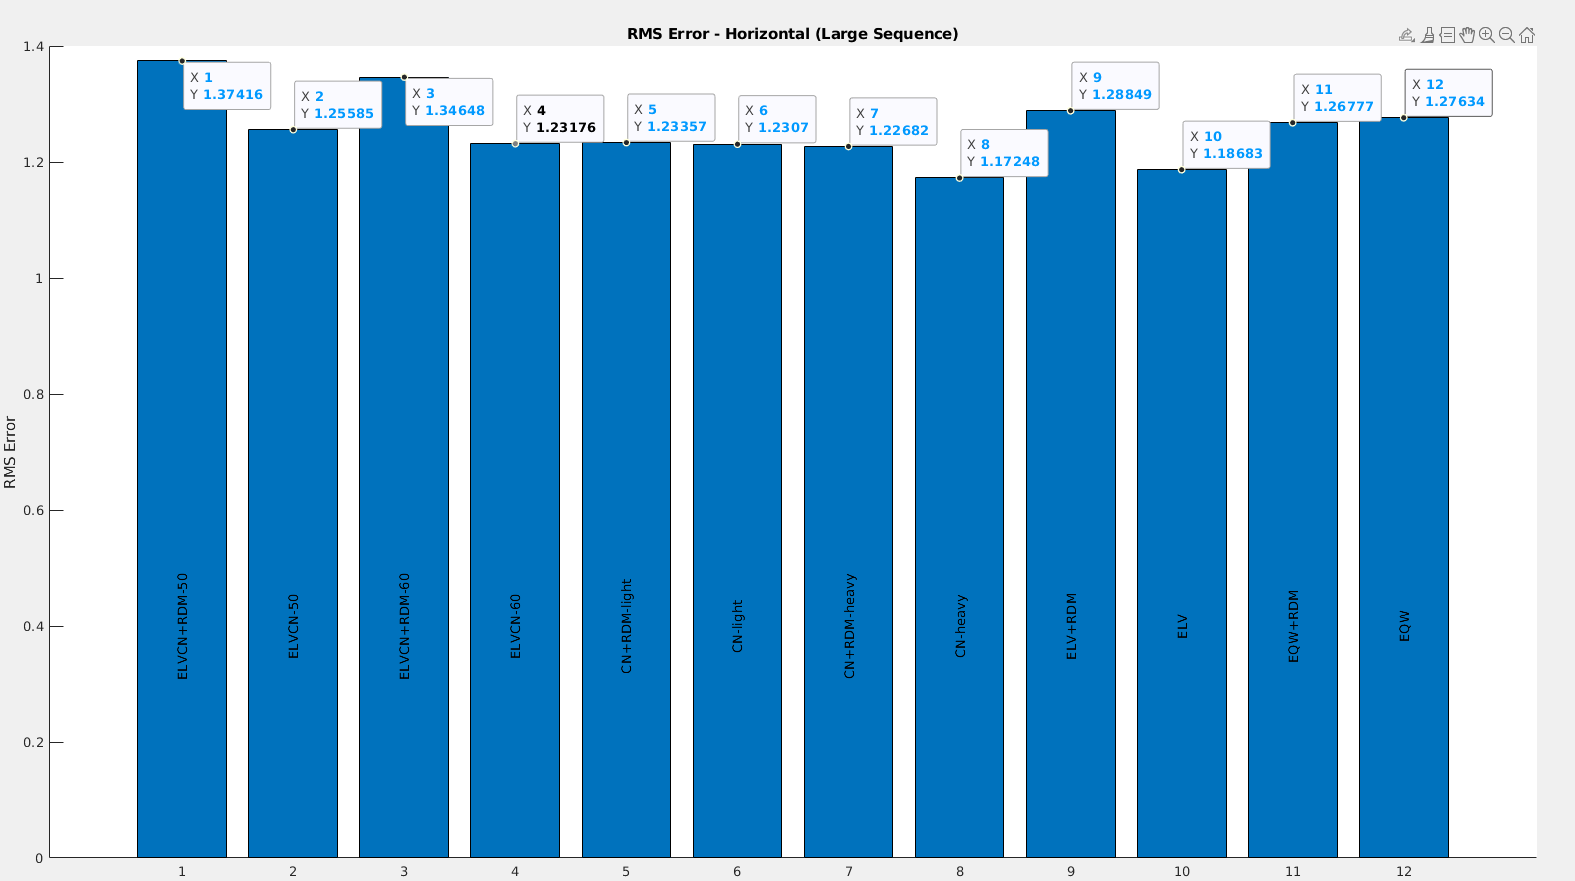 RMS Error - Horizontal (Large Sequence)
RMS Error
1.4
1.2
1
0.8
0.6
0.4
0.2
0
X 1
Y 1.37416
X 2
Y 1.25585
X 3
Y 1.34648
X 4
Y 1.23176
X 5
Y 1.23357
X 6
Y 1.2307
X 7
Y 1.22682
X 8
Y 1.17248
X 9
Y 1.28849
X 10
Y 1.18683
X 11
Y 1.26777
X 12
Y 1.27634
ELVCN+RDM-50
ELVCN-50
ELVCN+RDM-60
ELVCN-60
CN+RDM-light
CN-light
CN+RDM-heavy
CN-heavy
ELV+RDM
ELV
EQW+RDM
EQW
1 2 3 4 5 6 7 8 9 10 11 12